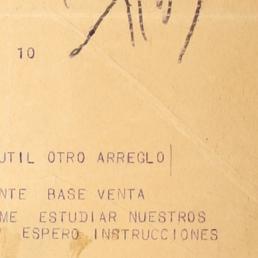 10
UTIL OTRO ARREGLO
NTE BASE VENTA
ME ESTUDIAR NUESTROS
ESPERO INSTRUCCIONES